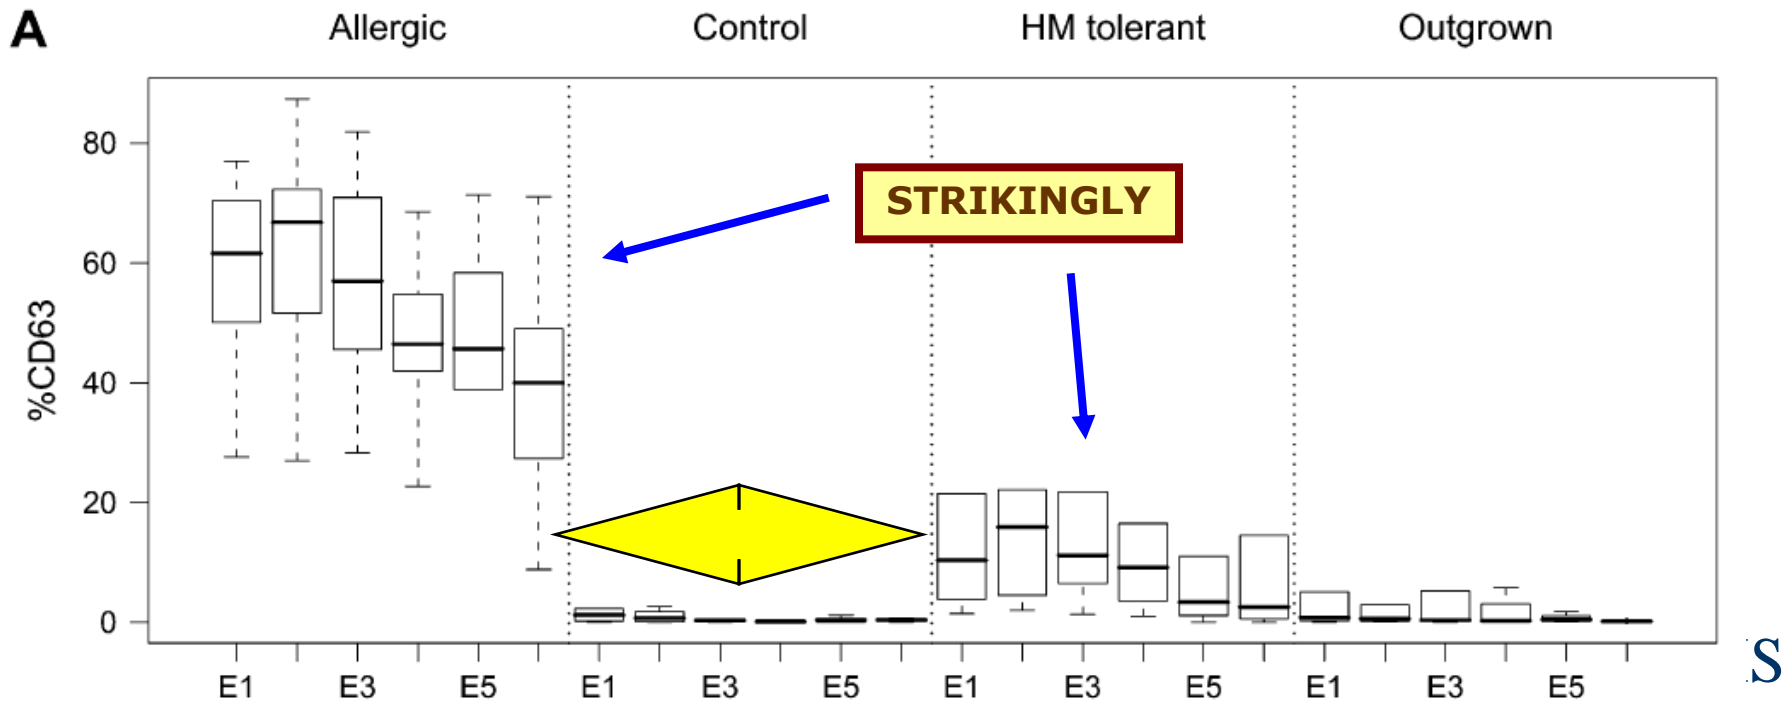 A
Allergic Control HM tolerant Outgrown
STRIKINGLY
%CD63
80
60
40
20
0
E1 E3 E5 E1 E3 E5 E1 E3 E5 E1 E3 E5
S